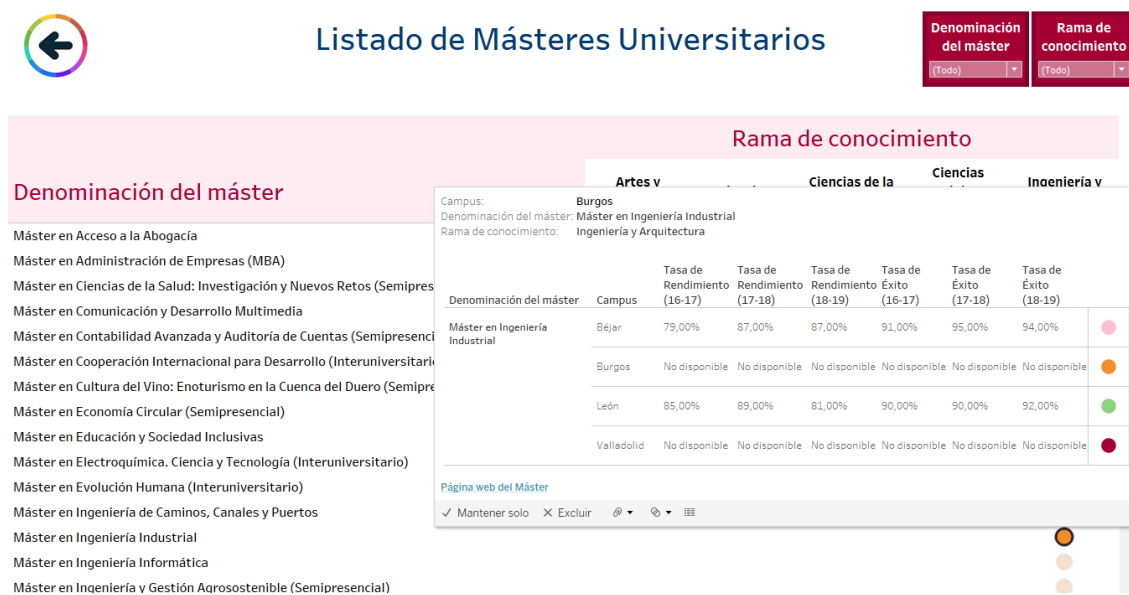 Listado de Másteres Universitarios
Denominación
del máster
(Todo)
Rama de
conocimiento
(Todo)
Rama de conocimiento
Denominación del máster
Artes y
Ciencias de la
Ciencias
Ingeniería y
Campus: Burgos
Denominación del máster: Máster en Ingeniería Industrial
Rama de conocimiento: Ingeniería y Arquitectura
Denominación del máster Campus Tasa de Rendimiento (16-17) Tasa de Rendimiento (17-18) Tasa de Rendimiento (18-19) Tasa de Éxito (16-17) Tasa de Éxito (17-18) Tasa de Éxito (18-19)
Máster en Ingeniería Industrial Béjar 79,00% 87,00% 87,00% 91,00% 95,00% 94,00%
Burgos No disponible No disponible No disponible No disponible No disponible No disponible
León 85,00% 89,00% 81,00% 90,00% 90,00% 92,00%
Valladolid No disponible No disponible No disponible No disponible No disponible No disponible
Página web del Máster
Mantener solo Excluir
Máster en Acceso a la Abogacía
Máster en Administración de Empresas (MBA)
Máster en Ciencias de la Salud: Investigación y Nuevos Retos (Semipres
Máster en Comunicación y Desarrollo Multimedia
Máster en Contabilidad Avanzada y Auditoría de Cuentas (Semipresenci
Máster en Cooperación Internacional para Desarrollo (Interuniversitari
Máster en Cultura del Vino: Enoturismo en la Cuenca del Duero (Semipre
Máster en Economía Circular (Semipresencial)
Máster en Educación y Sociedad Inclusivas
Máster en Electroquímica. Ciencia y Tecnología (Interuniversitario)
Máster en Evolución Humana (Interuniversitario)
Máster en Ingeniería de Caminos, Canales y Puertos
Máster en Ingeniería Industrial
Máster en Ingeniería Informática
Máster en Ingeniería y Gestión Agrosostenible (Semipresencial)